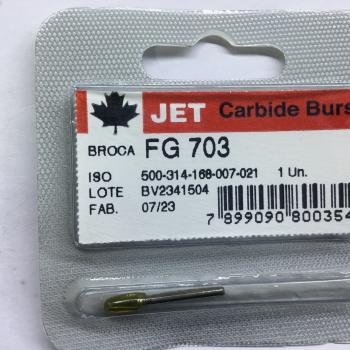 JET Carbide Burs
BROCA FG 703
ISO 500-314-168-007-021 1 Un.
LOTE BV2341504
FAB. 07/23
7 899090 800354